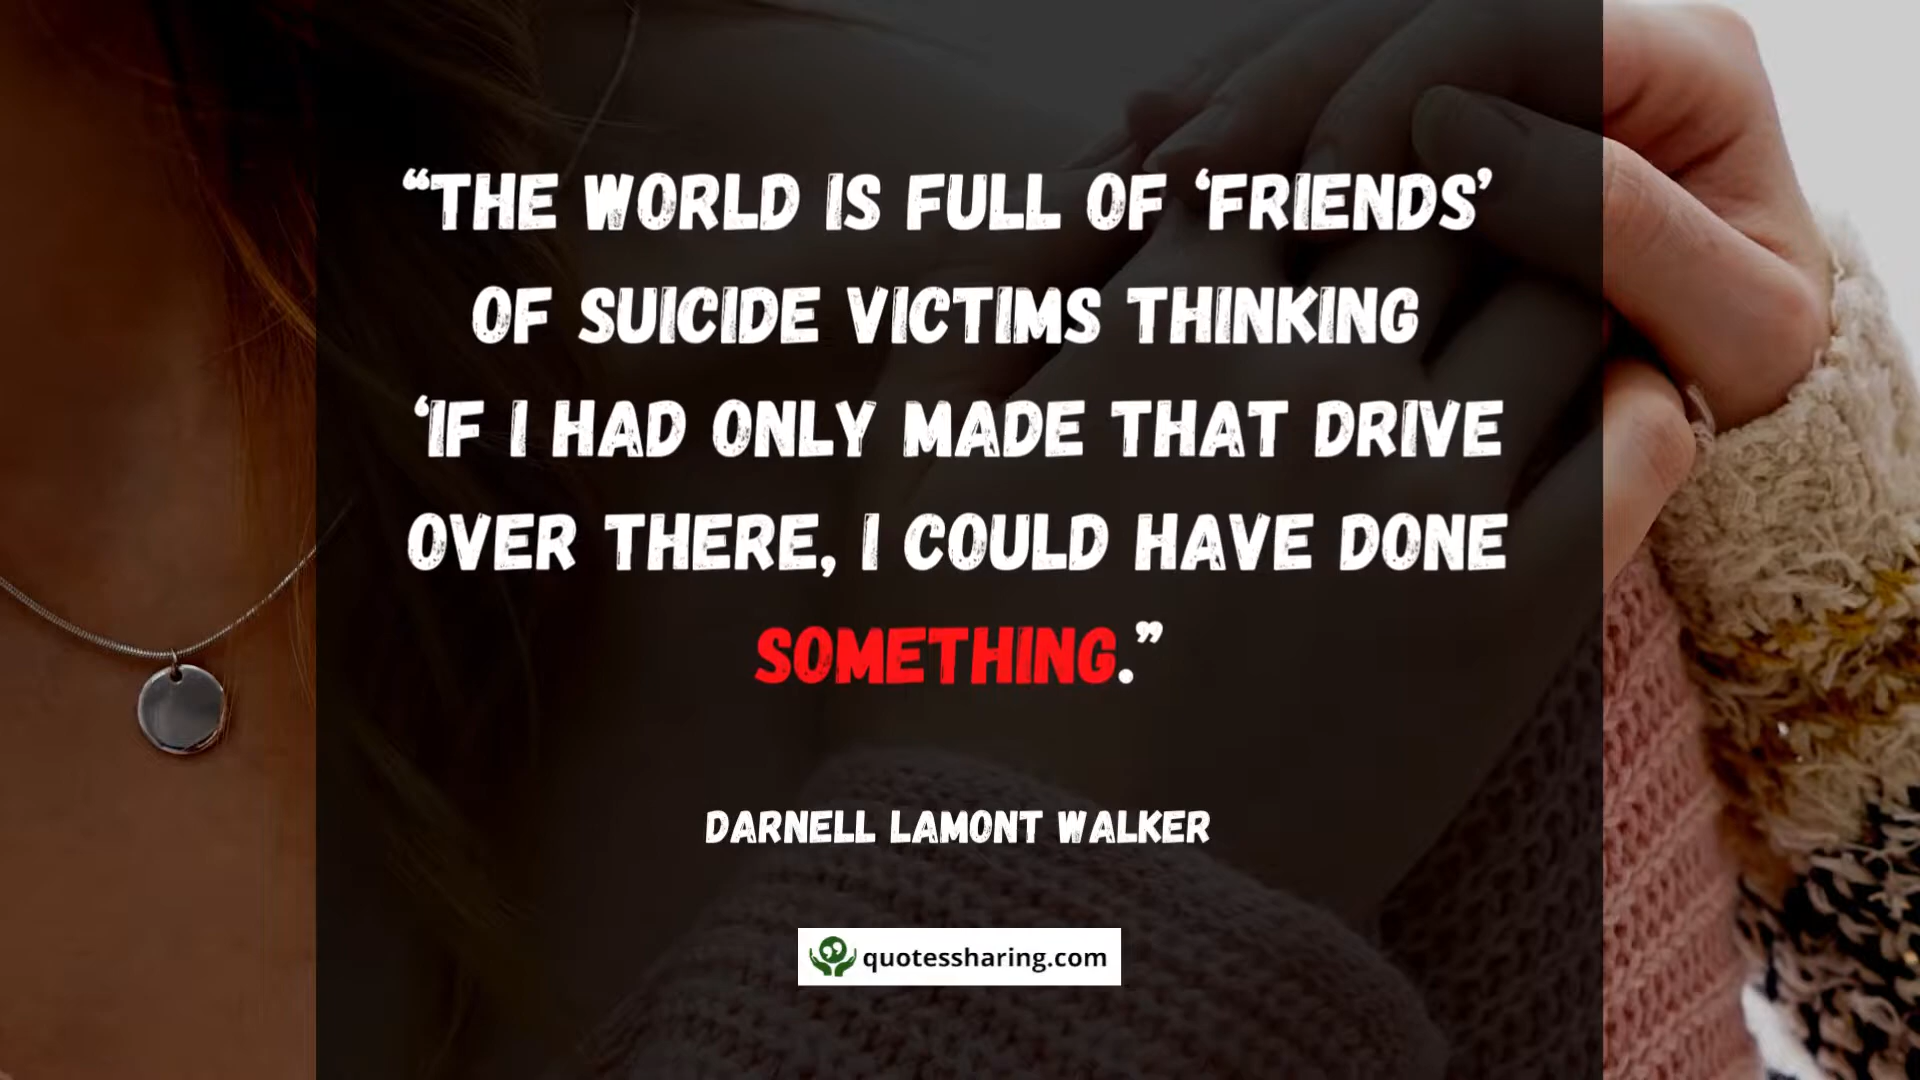 “THE WORLD IS FULL OF ‘FRIENDS’
OF SUICIDE VICTIMS THINKING
‘IF I HAD ONLY MADE THAT DRIVE
OVER THERE, I COULD HAVE DONE
SOMETHING.”
DARNELL LAMONT WALKER
quotessharing.com